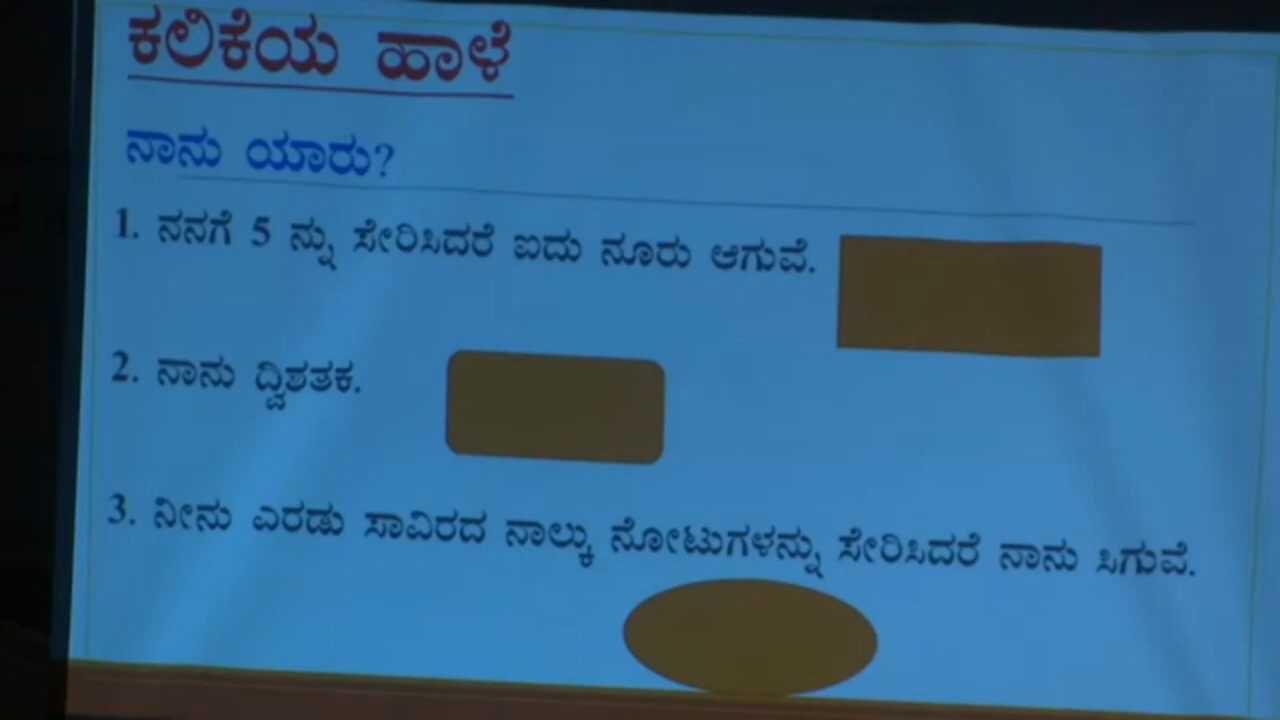 ಕಲಿಕೆಯ ಹಾಳೆ
ನಾನು ಯಾರು?
1. ನನಗೆ 5 ನ್ನು ಸೇರಿಸಿದರೆ ಐದು ನೂರು ಆಗುವೆ.
2. ನಾನು ದ್ವಿಶತಕ.
3. ನೀನು ಎರಡು ಸಾವಿರದ ನಾಲ್ಕು ನೋಟುಗಳನ್ನು ಸೇರಿಸಿದರೆ ನಾನು ಸಿಗುವೆ.